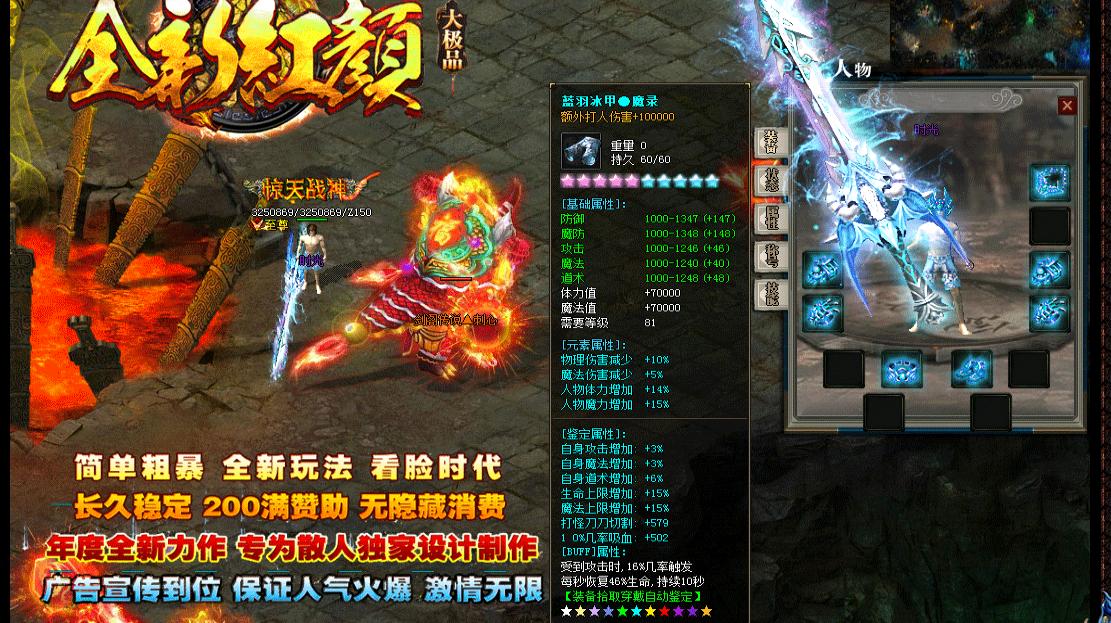 全新紅顏
大极品
惊天战神
3250869/3250869/Z150
至尊
时光
简单粗暴 全新玩法 看脸时代
长久稳定 200满赞助 无隐藏消费
年度全新力作 专为散人独家设计制作
广告宣传到位 保证人气火爆 激情无限
蓝羽冰甲●魔录
额外打人伤害+100000
重量 0
持久 60/60
[基础属性]:
防御 1000-1347 (+147)
魔防 1000-1348 (+148)
攻击 1000-1246 (+46)
魔法 1000-1240 (+40)
道术 1000-1248 (+48)
体力值 +70000
魔法值 +70000
需要等级 81
[元素属性]:
物理伤害减少 +10%
魔法伤害减少 +5%
人物体力增加 +14%
人物魔力增加 +15%
[鉴定属性]:
自身攻击增加: +3%
自身魔法增加: +3%
自身道术增加: +6%
生命上限增加: +15%
魔法上限增加: +15%
打怪刀刀切割: +579
1 0%几率吸血: +502
[BUFF]属性:
受到攻击时,16%几率触发
每秒恢复46%生命,持续10秒
【装备拾取穿戴自动鉴定】
人物
时光
装备
状态
属性
称号
技能